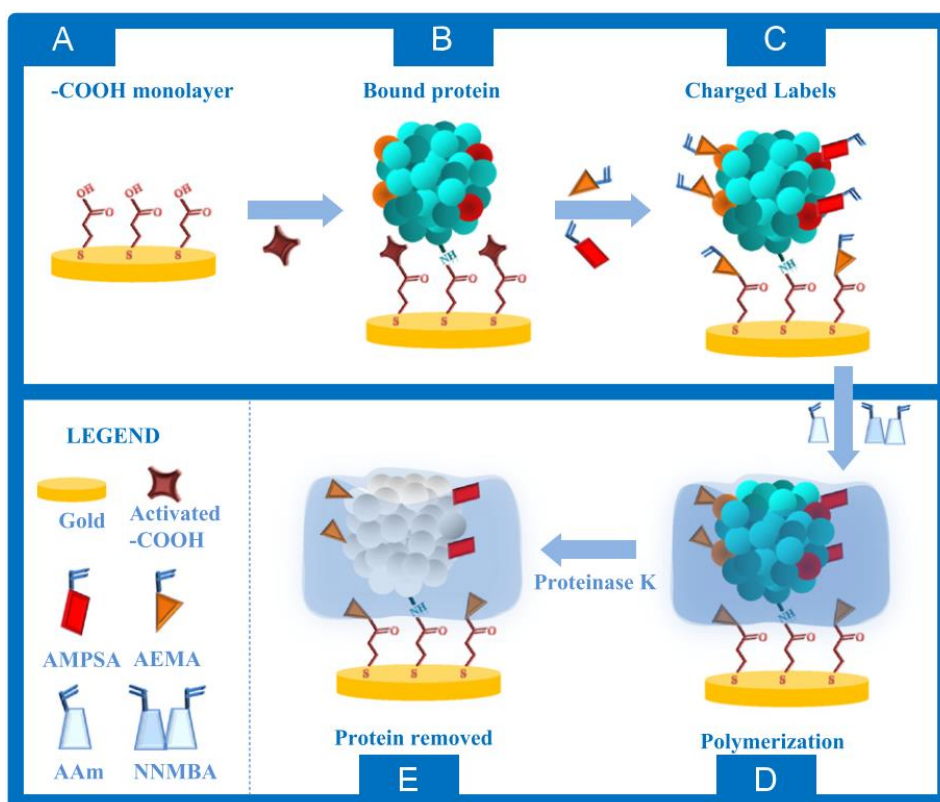 A
B
C
-COOH monolayer
Bound protein
Charged Labels
OH OH OH
O O O
S S S
NH
O O O
S S S
NH
O O O
S S S
LEGEND
Gold
Activated
-COOH
AMPSA AEMA
AAm NNMBA
Proteinase K
NH
O O O
S S S
NH
O O O
S S S
Protein removed
Polymerization
E
D